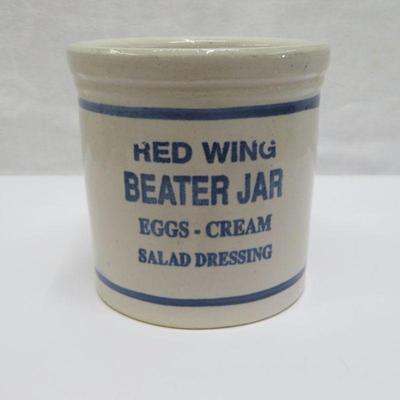 RED WING
BEATER JAR
EGGS - CREAM
SALAD DRESSING